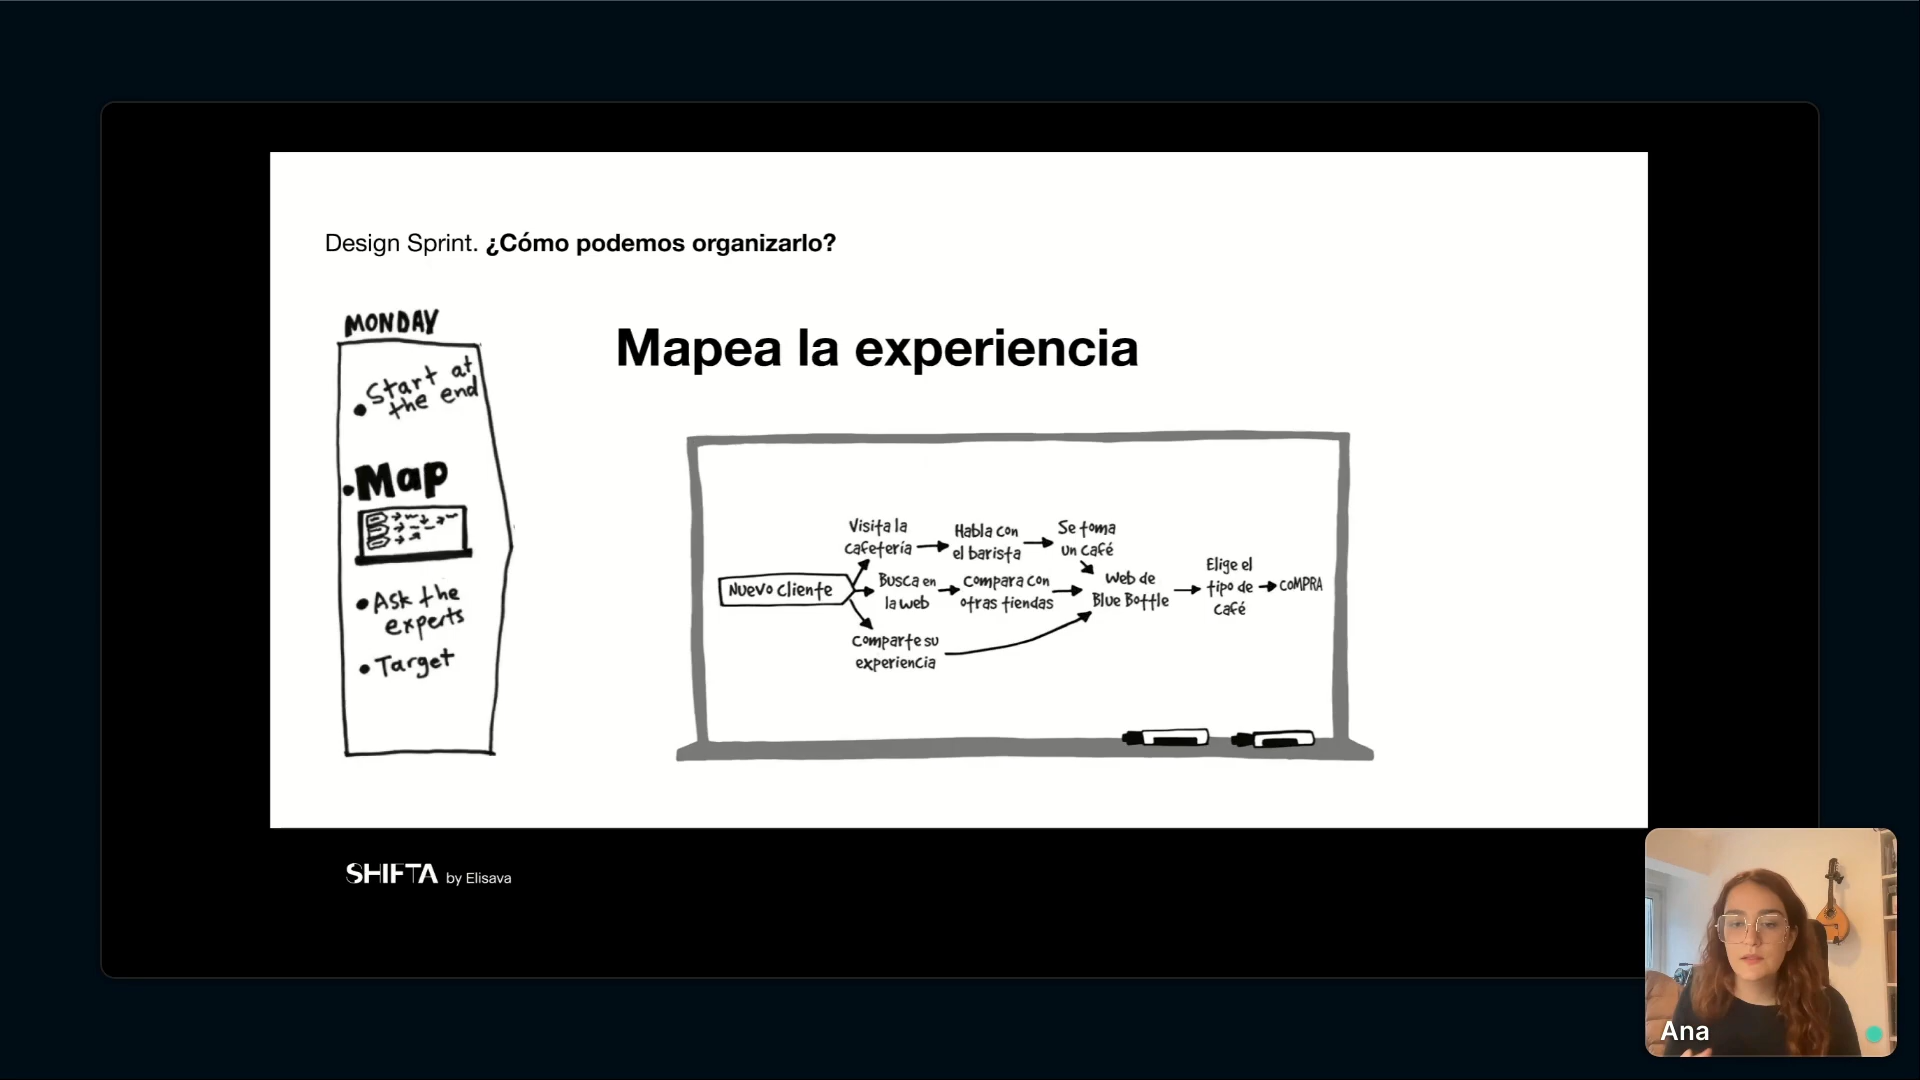 Design Sprint. ¿Cómo podemos organizarlo?
MONDAY
• Start at
the end
• Map
• Ask the
experts
• Target
Mapea la experiencia
Nuevo cliente
Visita la
cafetería
Habla con
el barista
Se toma
un café
Busca en
la web
Compara con
otras tiendas
Web de
Blue Bottle
Elige el
tipo de
café
COMPRA
Comparte su
experiencia
SHIFTA by Elisava
Ana